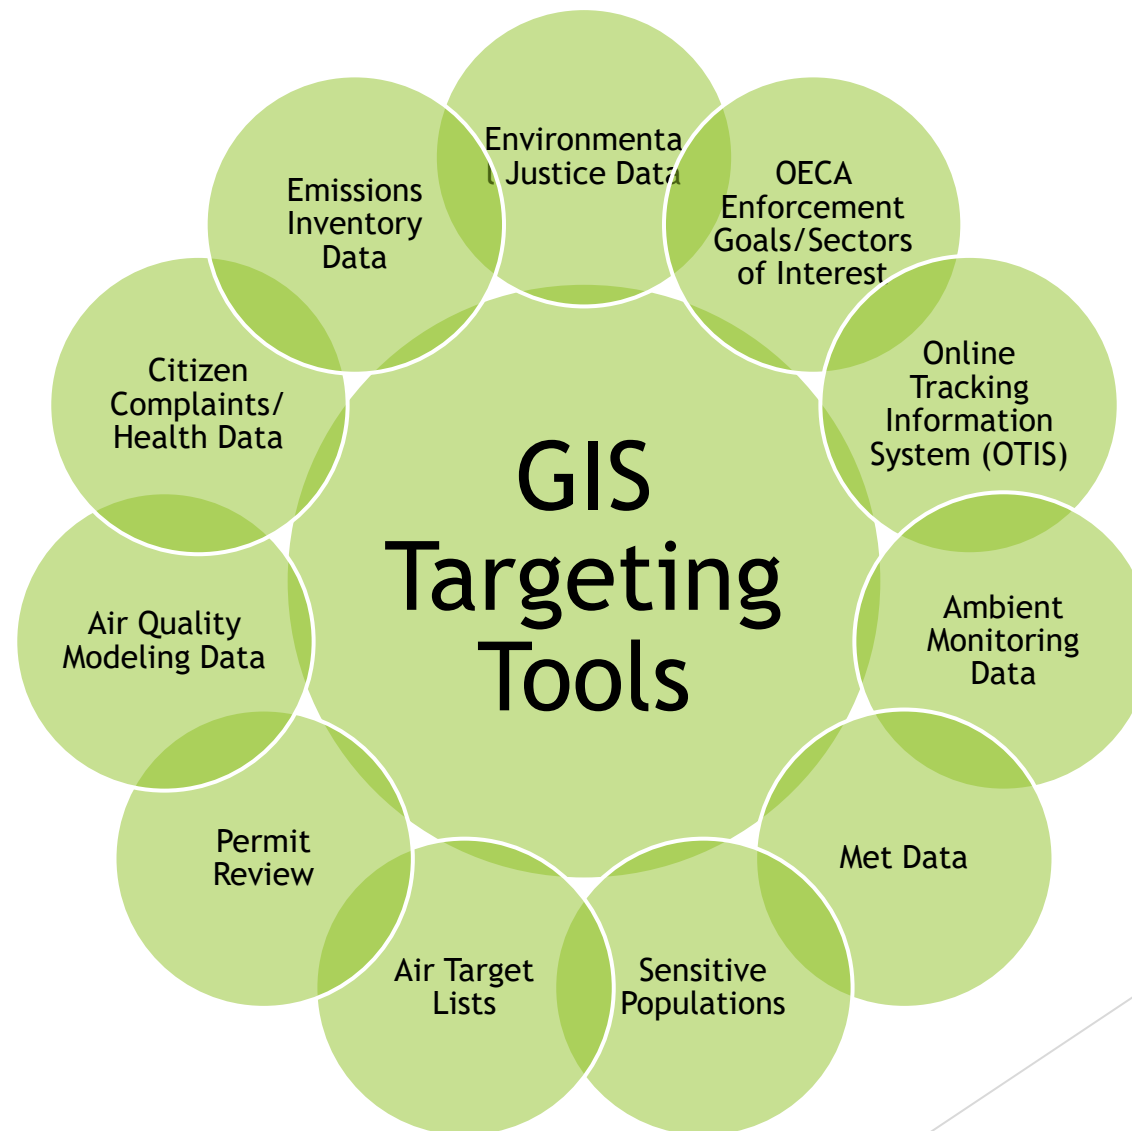 Environmenta
l Justice Data
OECA
Enforcement
Goals/Sectors
of Interest
Online
Tracking
Information
System (OTIS)
Ambient
Monitoring
Data
Met Data
Sensitive
Populations
Air Target
Lists
Permit
Review
Air Quality
Modeling Data
Citizen
Complaints/
Health Data
Emissions
Inventory
Data
GIS
Targeting
Tools